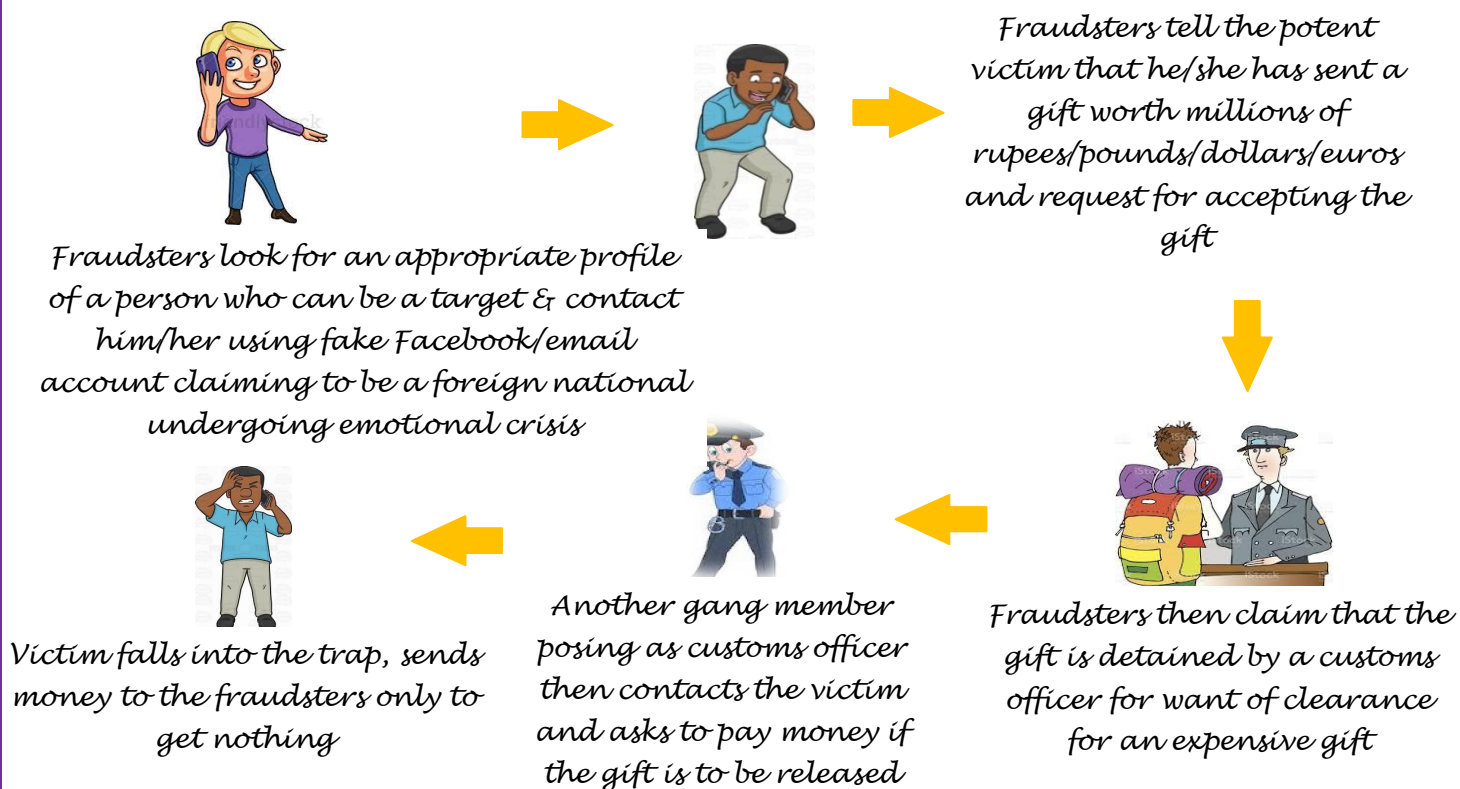 Fraudsters look for an appropriate profile
of a person who can be a target & contact
him/her using fake Facebook/email
account claiming to be a foreign national
undergoing emotional crisis
Fraudsters tell the potent
victim that he/she has sent a
gift worth millions of
rupees/pounds/dollars/euros
and request for accepting the
gift
Fraudsters then claim that the
gift is detained by a customs
officer for want of clearance
for an expensive gift
Another gang member
posing as customs officer
then contacts the victim
and asks to pay money if
the gift is to be released
Victim falls into the trap, sends
money to the fraudsters only to
get nothing
iStock
iStock
iStock